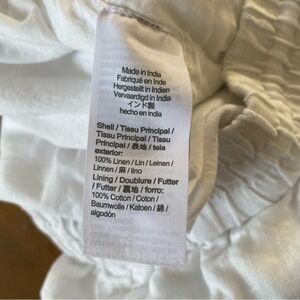 Made in India
Fabriqué en Inde
Hergestellt in Indien
Vervaardigd in India
インド製
hecho en india
Shell / Tissu Principal /
Tissu Principal / Tissu
Principal / 表地 / tela
exterior:
100% Linen / Lin / Leinen /
Linnen / 麻 / lino
Lining / Doublure / Futter
/ Futter / 裏地 / forro:
100% Cotton / Coton /
Baumwolle / Katoen / 綿 /
algodón